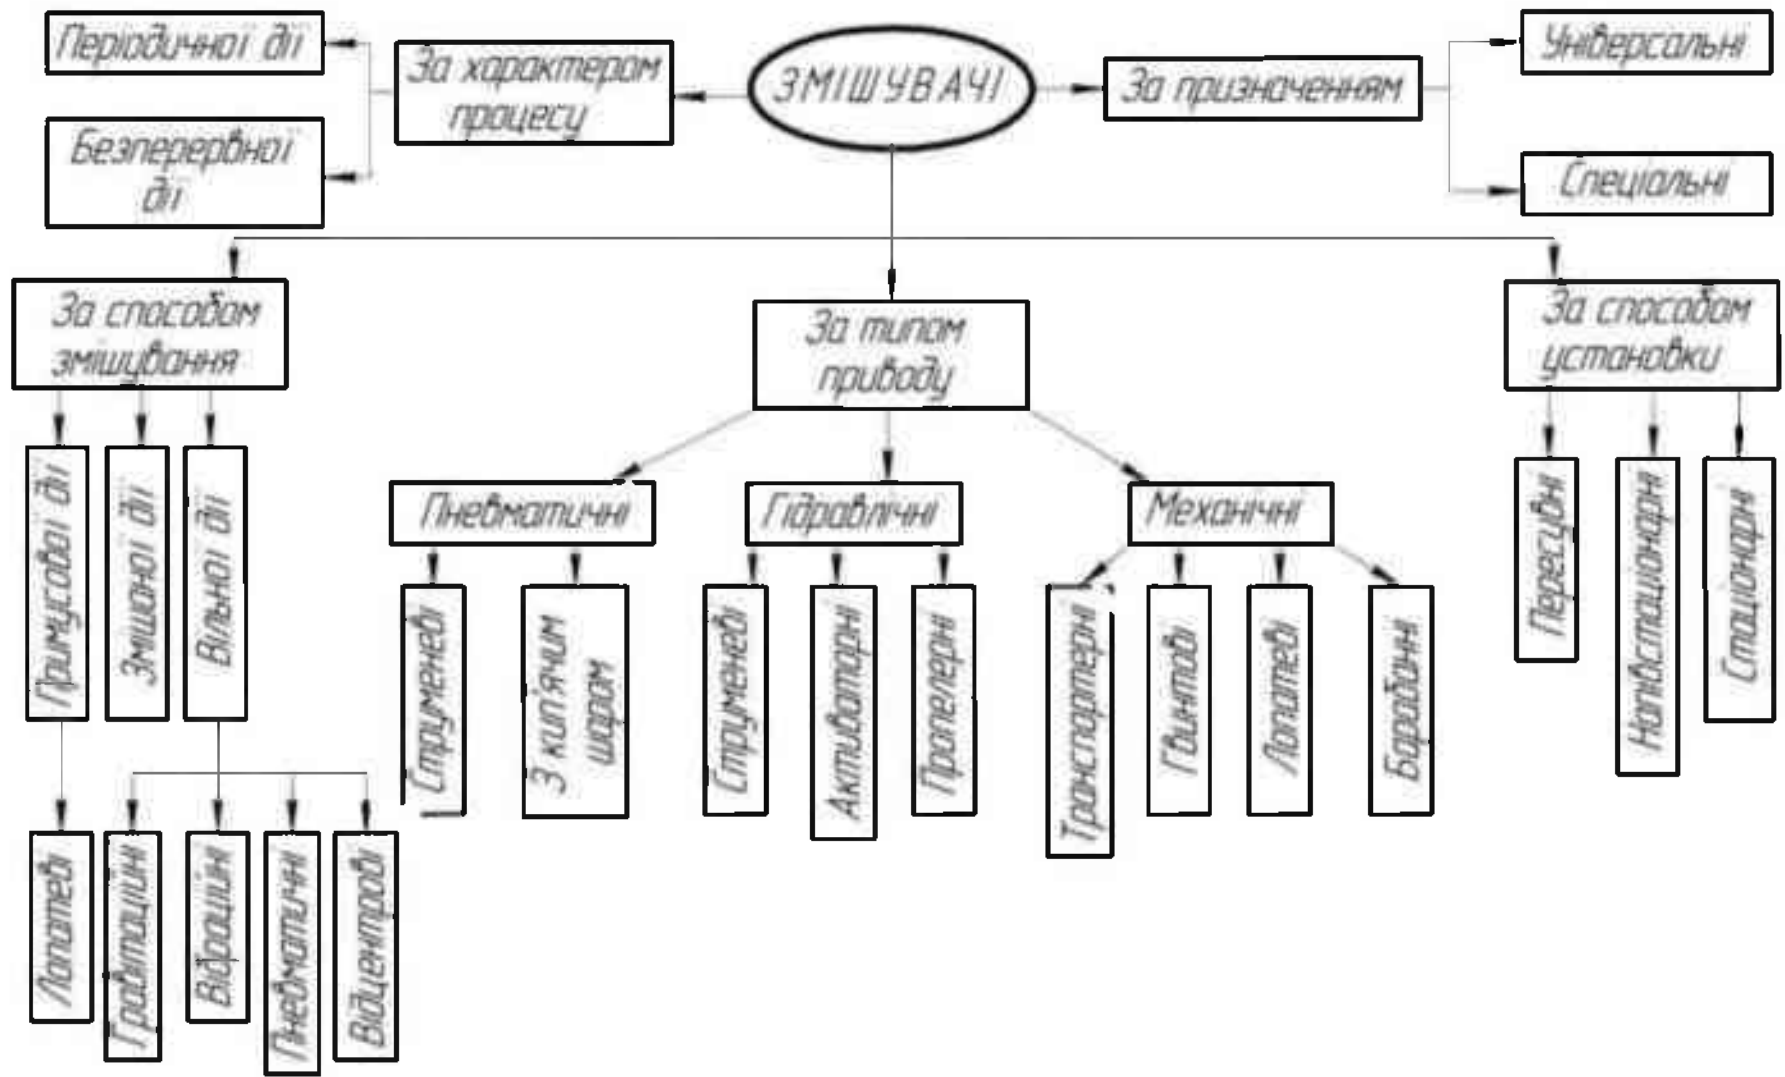 Періодичної дії
За характером
процесу
ЗМІШУВАЧІ
За призначенням
Універсальні
Безперервної
дії
Спеціальні
За способом
змішування
За типом
приводу
За способом
установки
Примусової дії
Змішаної дії
Вільної дії
Пневматичні
Гідравлічні
Механічні
Пересувні
Напівстаціонарні
Стаціонарні
Струменеві
З кип'ячим
шаром
Струменеві
Активаторні
Пропелерні
Транспортерні
Гвинтові
Лопатеві
Барабанні
Лопатеві
Гравітаційні
Вібраційні
Пневматичні
Відцентрові